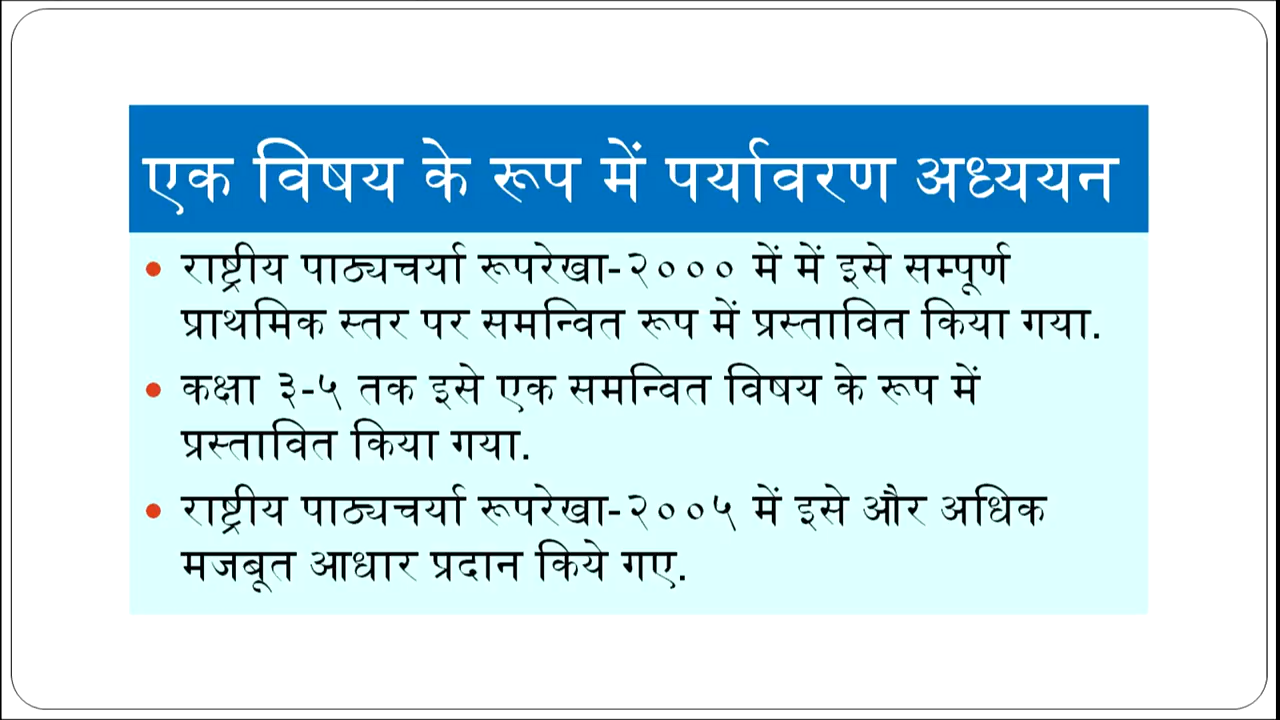 एक विषय के रूप में पर्यावरण अध्ययन
• राष्ट्रीय पाठ्यचर्या रूपरेखा-२००० में में इसे सम्पूर्ण
प्राथमिक स्तर पर समन्वित रूप में प्रस्तावित किया गया.
• कक्षा ३-५ तक इसे एक समन्वित विषय के रूप में
प्रस्तावित किया गया.
• राष्ट्रीय पाठ्यचर्या रूपरेखा-२००५ में इसे और अधिक
मजबूत आधार प्रदान किये गए.